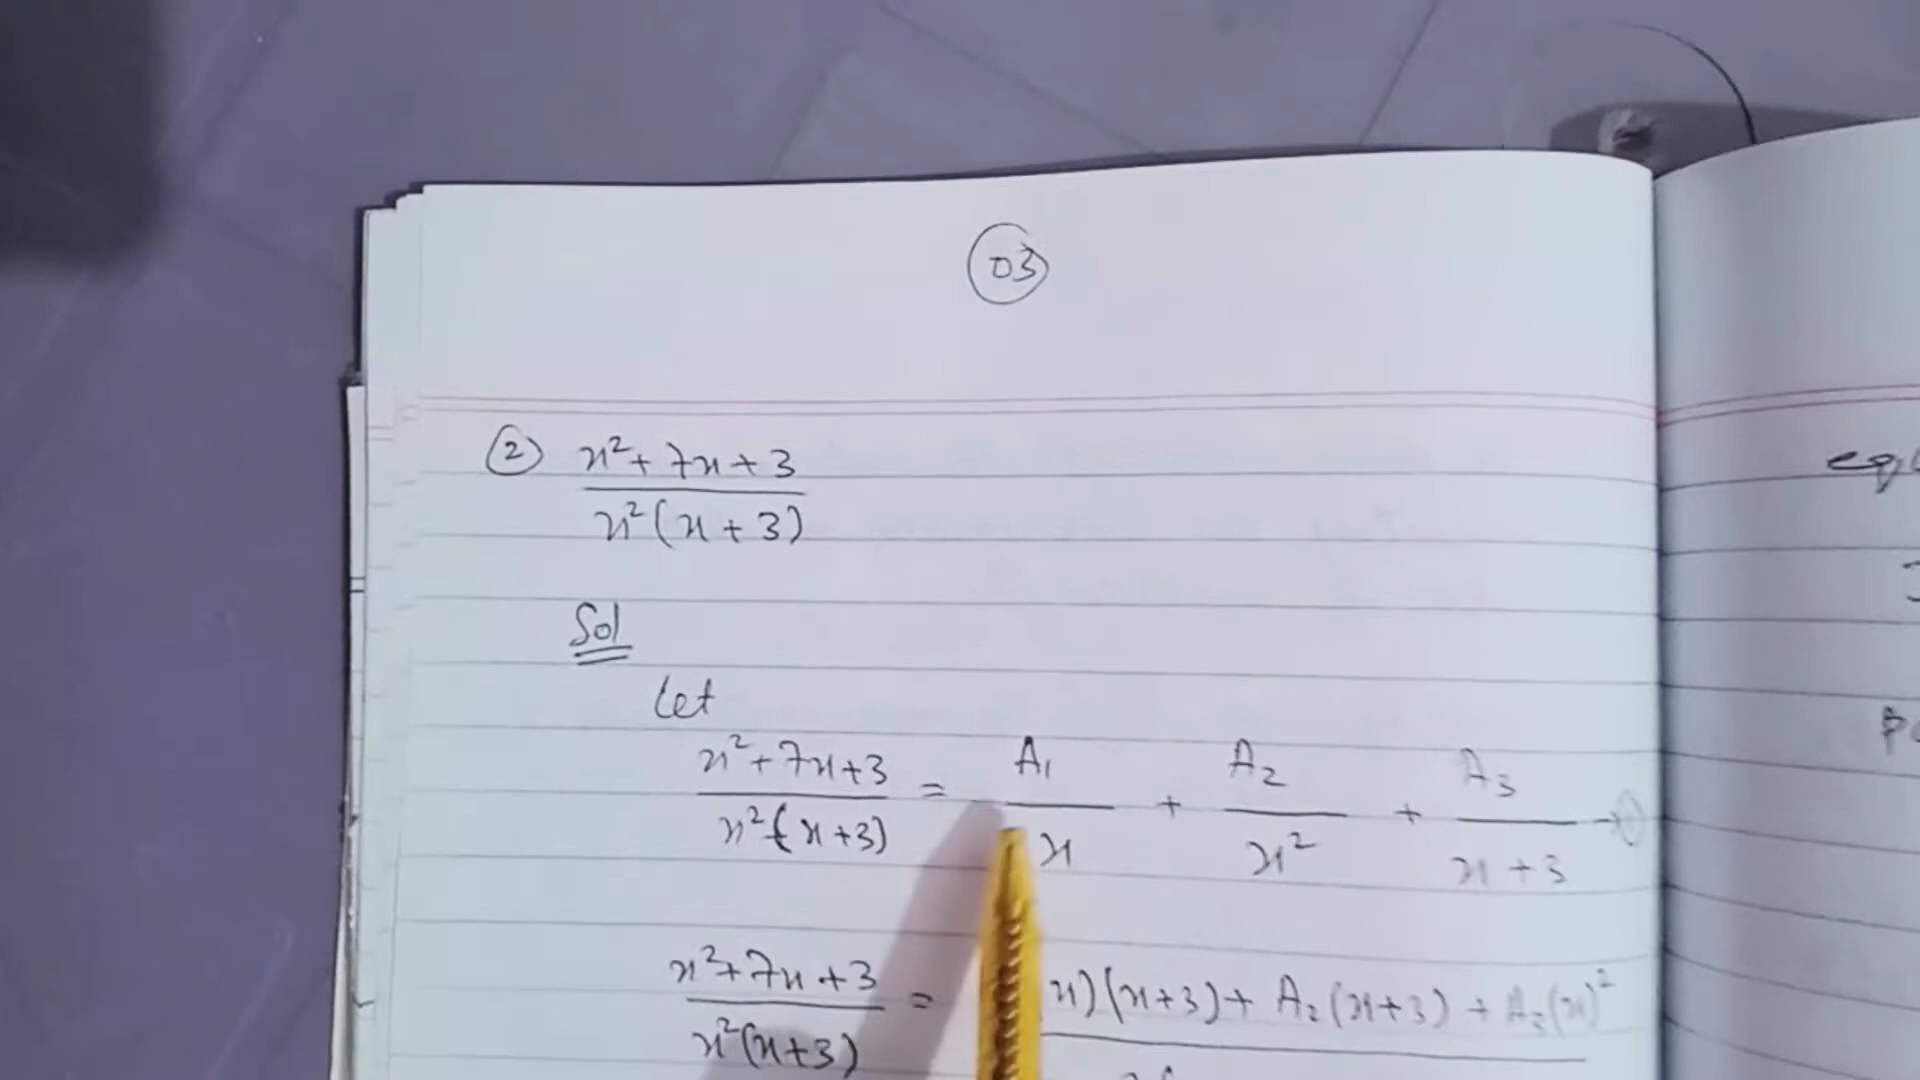 03
② x² + 7x + 3
x²(x + 3)
Sol
Let
x² + 7x + 3 = A₁ + A₂ + A₃ → ①
x²(x + 3) x x² x + 3
x² + 7x + 3 = x)(x + 3) + A₂(x + 3) + A₃(x)²
x²(x + 3)